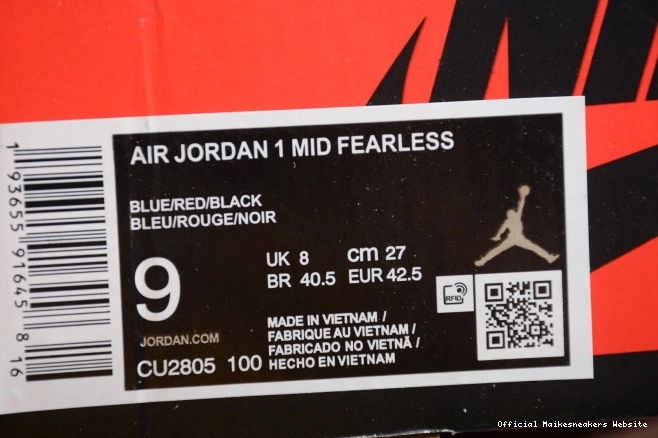 AIR JORDAN 1 MID FEARLESS
BLUE/RED/BLACK
BLEU/ROUGE/NOIR
9
UK 8 cm 27
BR 40.5 EUR 42.5
RFID
JORDAN.COM
CU2805 100
MADE IN VIETNAM /
FABRIQUE AU VIETNAM /
FABRICADO NO VIETNÃ /
HECHO EN VIETNAM
1 93655 91645 8 16
Official Maikesneakers Website